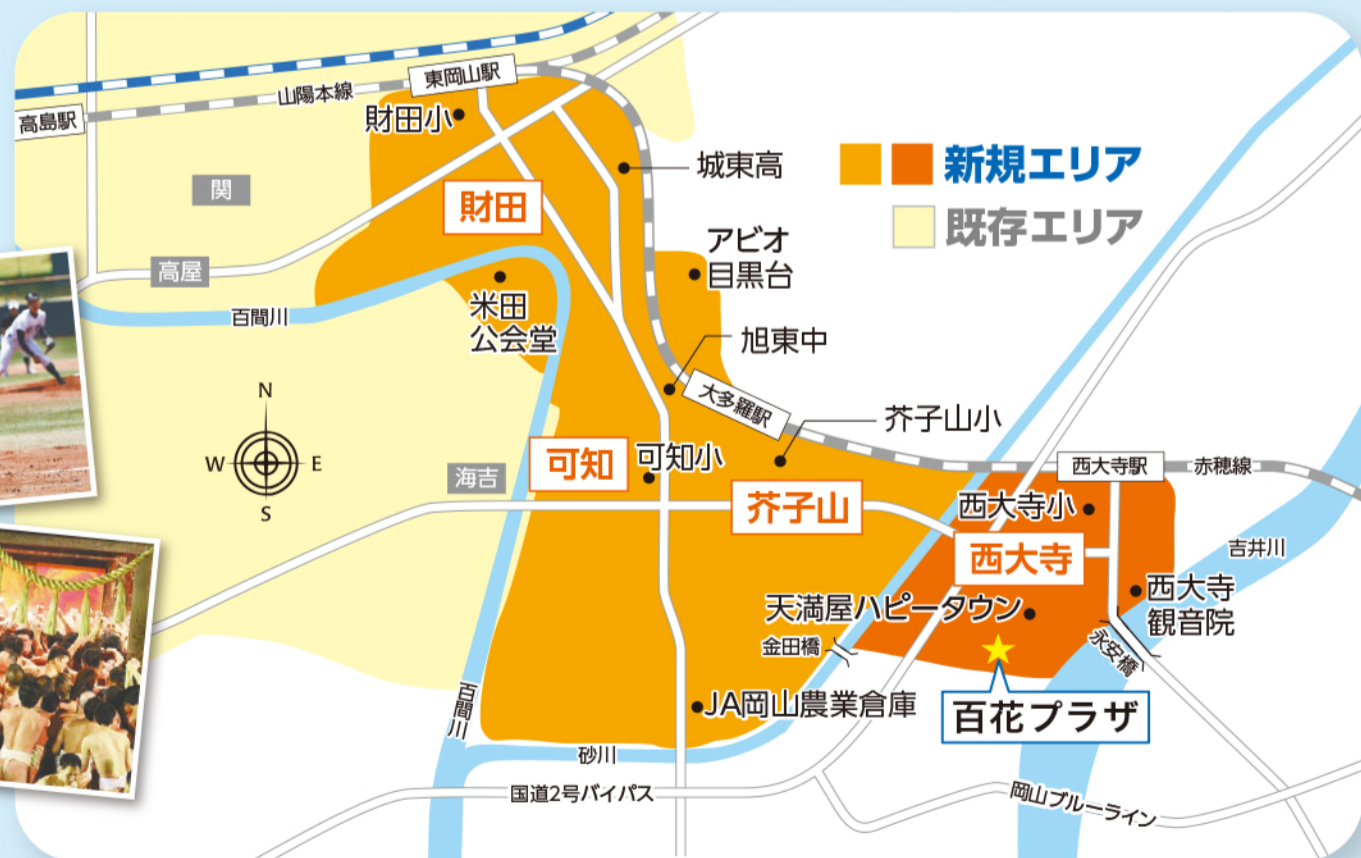 東岡山駅
山陽本線
高島駅
財田小
城東高
新規エリア
関
財田
既存エリア
アビオ
目黒台
高屋
米田
公会堂
百間川
旭東中
N
W E
S
大多羅駅
芥子山小
可知
可知小
海吉
西大寺駅
赤穂線
芥子山
西大寺小
西大寺
吉井川
天満屋ハピータウン
西大寺
観音院
金田橋
永安橋
百間川
JA岡山農業倉庫
百花プラザ
砂川
国道2号バイパス
岡山ブルーライン